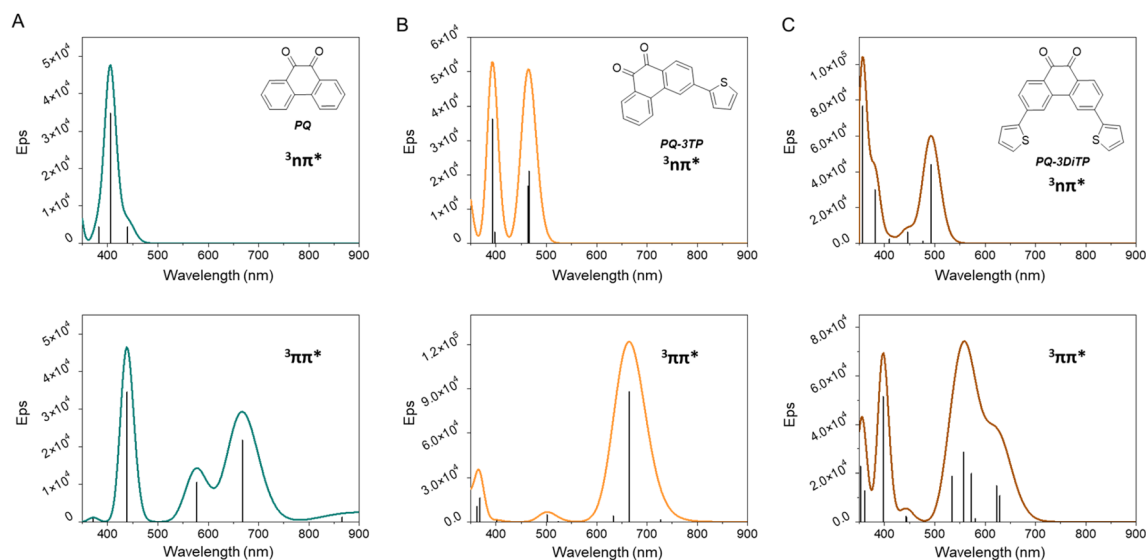 A
Eps
5×10⁴
4×10⁴
3×10⁴
2×10⁴
1×10⁴
0
O
O
PQ
³nπ*
400 500 600 700 800 900
Wavelength (nm)
B
Eps
6×10⁴
5×10⁴
4×10⁴
3×10⁴
2×10⁴
1×10⁴
0
O
O
S
PQ-3TP
³nπ*
400 500 600 700 800 900
Wavelength (nm)
C
Eps
1.0×10⁵
8.0×10⁴
6.0×10⁴
4.0×10⁴
2.0×10⁴
0
O O
S S
PQ-3DiTP
³nπ*
400 500 600 700 800 900
Wavelength (nm)
Eps
5×10⁴
4×10⁴
3×10⁴
2×10⁴
1×10⁴
0
³ππ*
400 500 600 700 800 900
Wavelength (nm)
Eps
1.2×10⁵
9.0×10⁴
6.0×10⁴
3.0×10⁴
0.0
³ππ*
400 500 600 700 800 900
Wavelength (nm)
Eps
8.0×10⁴
6.0×10⁴
4.0×10⁴
2.0×10⁴
0
³ππ*
400 500 600 700 800 900
Wavelength (nm)